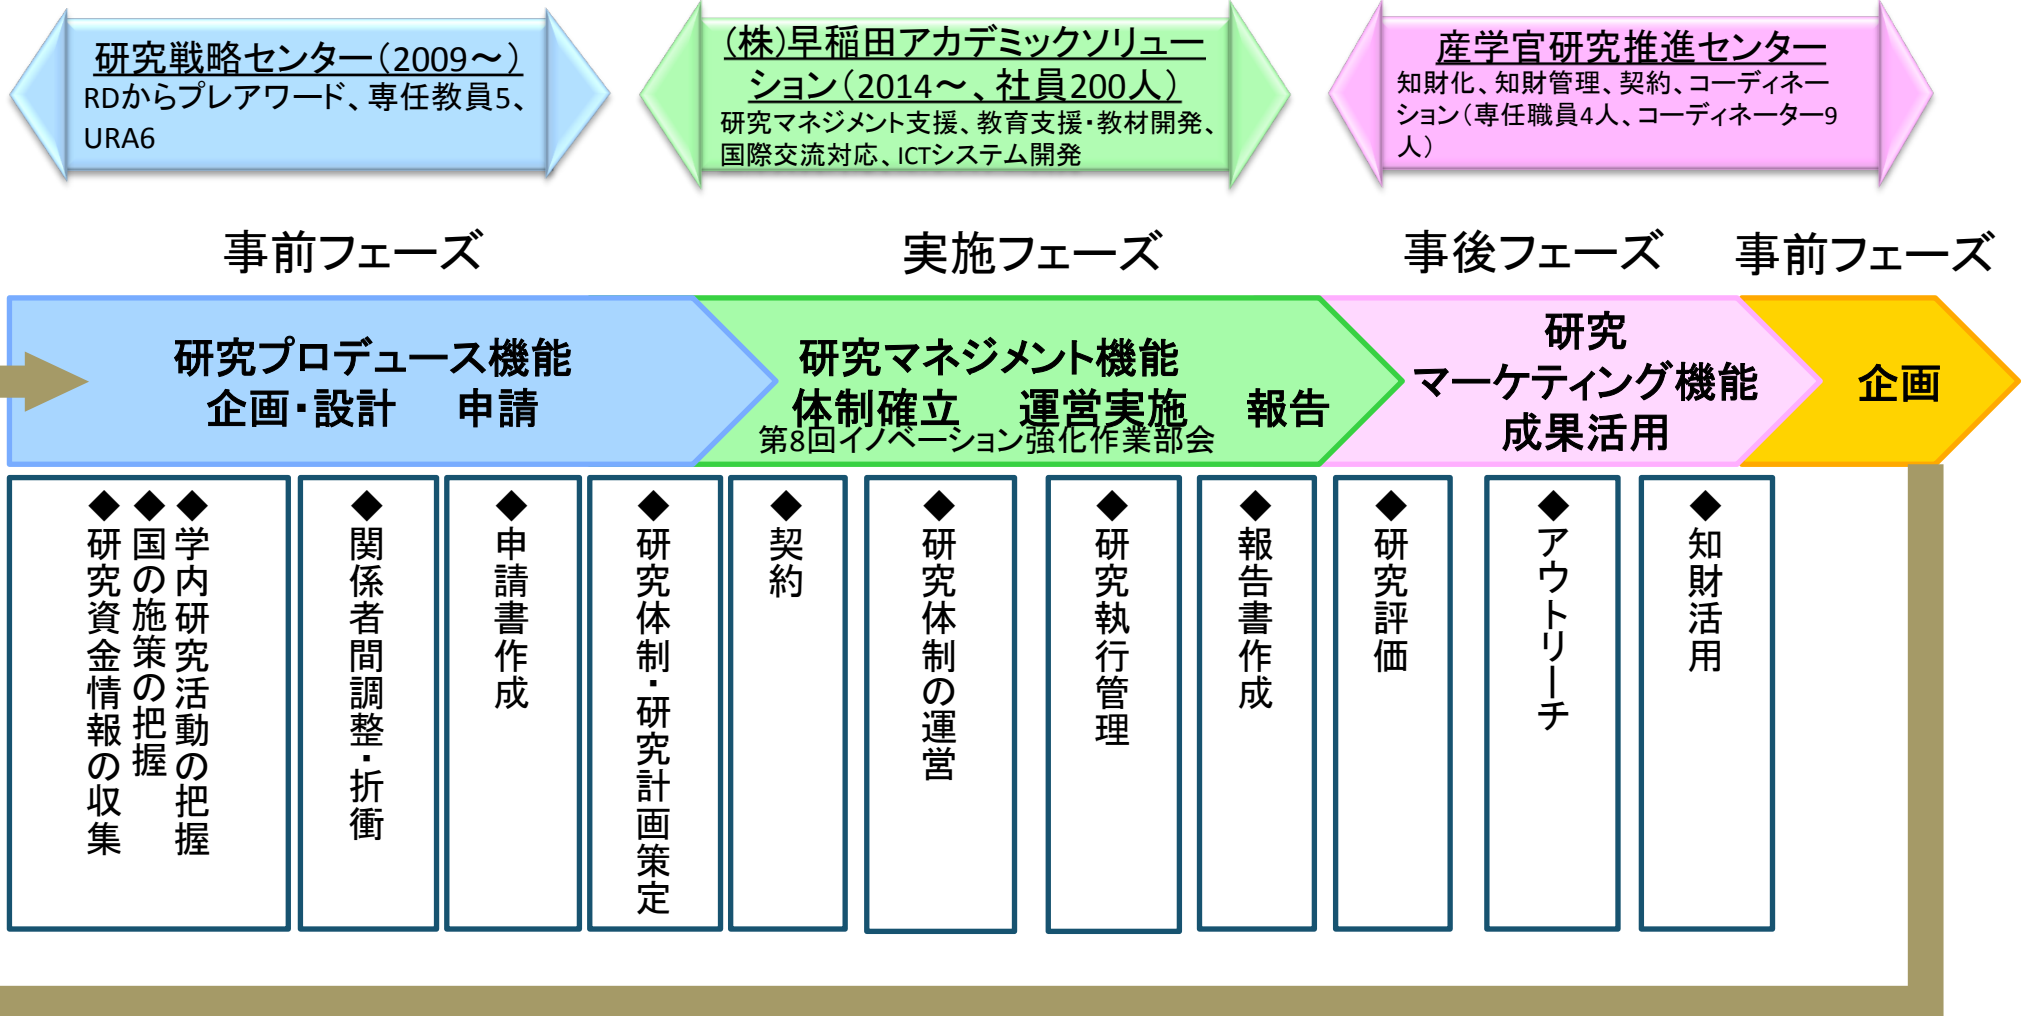 研究戦略センター（2009～）
RDからプレアワード、専任教員5、
URA6
（株）早稲田アカデミックソリュー
ション（2014～、社員200人）
研究マネジメント支援、教育支援・教材開発、
国際交流対応、ICTシステム開発
産学官研究推進センター
知財化、知財管理、契約、コーディネー
ション（専任職員4人、コーディネーター9
人）
事前フェーズ
実施フェーズ
事後フェーズ
事前フェーズ
研究プロデュース機能
企画・設計　申請
研究マネジメント機能
体制確立　運営実施　報告
第8回イノベーション強化作業部会
研究
マーケティング機能
成果活用
企画
◆学内研究活動の把握
◆国の施策の把握
◆研究資金情報の収集
◆関係者間調整・折衝
◆申請書作成
◆研究体制・研究計画策定
◆契約
◆研究体制の運営
◆研究執行管理
◆報告書作成
◆研究評価
◆アウトリーチ
◆知財活用